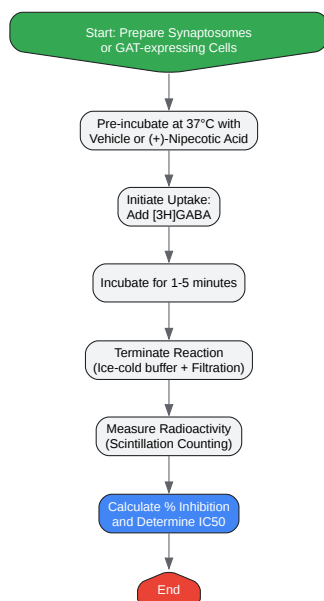 Start: Prepare Synaptosomes
or GAT-expressing Cells
Pre-incubate at 37°C with
Vehicle or (+)-Nipecotic Acid
Initiate Uptake:
Add [3H]GABA
Incubate for 1-5 minutes
Terminate Reaction
(Ice-cold buffer + Filtration)
Measure Radioactivity
(Scintillation Counting)
Calculate % Inhibition
and Determine IC50
End